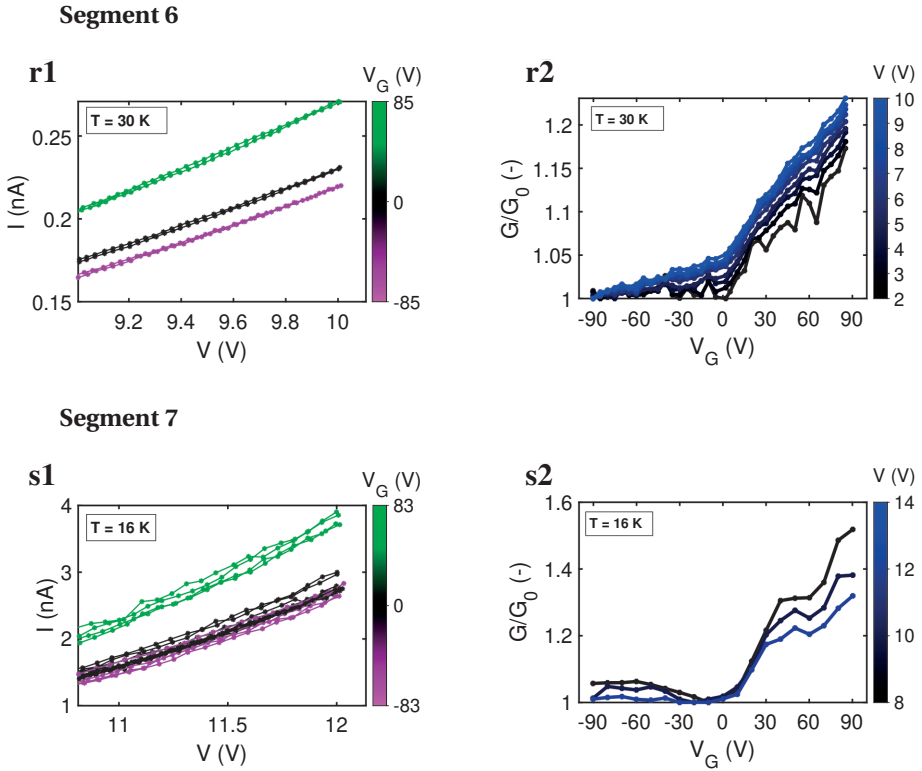 Segment 6
r1
V_G (V)
85
0
-85
T = 30 K
0.25
0.2
0.15
I (nA)
9.2 9.4 9.6 9.8 10
V (V)
r2
V (V)
10
9
8
7
6
5
4
3
2
T = 30 K
1.2
1.15
1.1
1.05
1
G/G_0 (-)
-90 -60 -30 0 30 60 90
V_G (V)
Segment 7
s1
V_G (V)
83
0
-83
T = 16 K
4
3
2
1
I (nA)
11 11.5 12
V (V)
s2
V (V)
14
12
10
8
T = 16 K
1.6
1.4
1.2
1
G/G_0 (-)
-90 -60 -30 0 30 60 90
V_G (V)